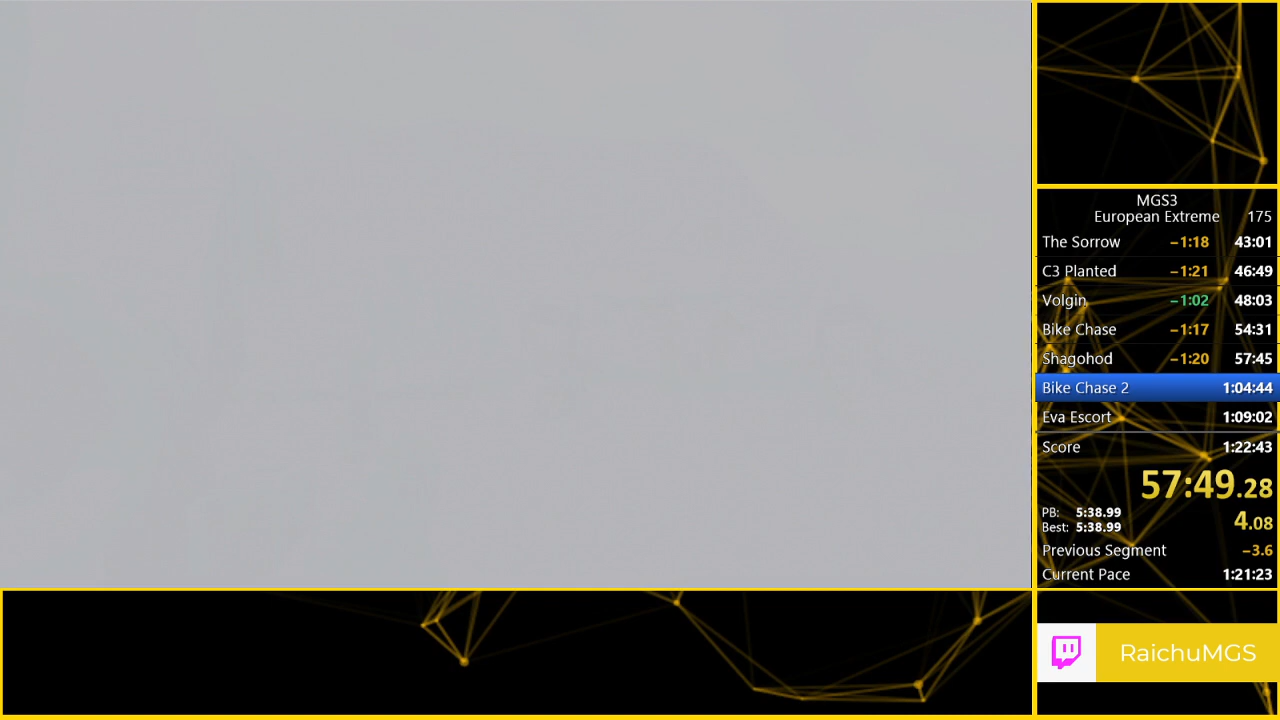 MGS3
European Extreme 175
The Sorrow −1:18 43:01
C3 Planted −1:21 46:49
Volgin −1:02 48:03
Bike Chase −1:17 54:31
Shagohod −1:20 57:45
Bike Chase 2 1:04:44
Eva Escort 1:09:02
Score 1:22:43
57:49.28
PB: 5:38.99
Best: 5:38.99
4.08
Previous Segment −3.6
Current Pace 1:21:23
RaichuMGS